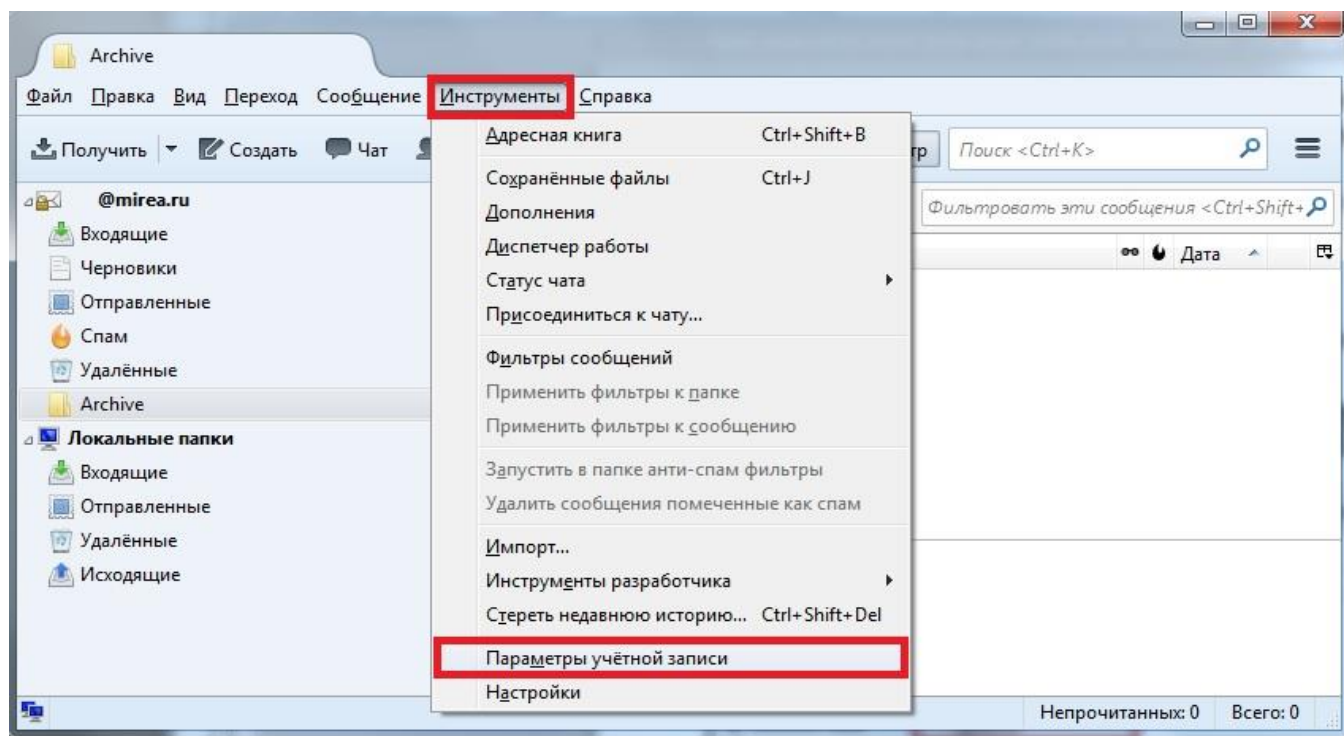 Archive
Файл Правка Вид Переход Сообщение Инструменты Справка
Получить Создать Чат
Поиск <Ctrl+K>
@mirea.ru
Входящие
Черновики
Отправленные
Спам
Удалённые
Archive
Локальные папки
Входящие
Отправленные
Удалённые
Исходящие
Адресная книга Ctrl+Shift+B
Сохранённые файлы Ctrl+J
Дополнения
Диспетчер работы
Статус чата
Присоединиться к чату...
Фильтры сообщений
Применить фильтры к папке
Применить фильтры к сообщению
Запустить в папке анти-спам фильтры
Удалить сообщения помеченные как спам
Импорт...
Инструменты разработчика
Стереть недавнюю историю... Ctrl+Shift+Del
Параметры учётной записи
Настройки
Фильтровать эти сообщения <Ctrl+Shift+
Дата
Непрочитанных: 0 Всего: 0